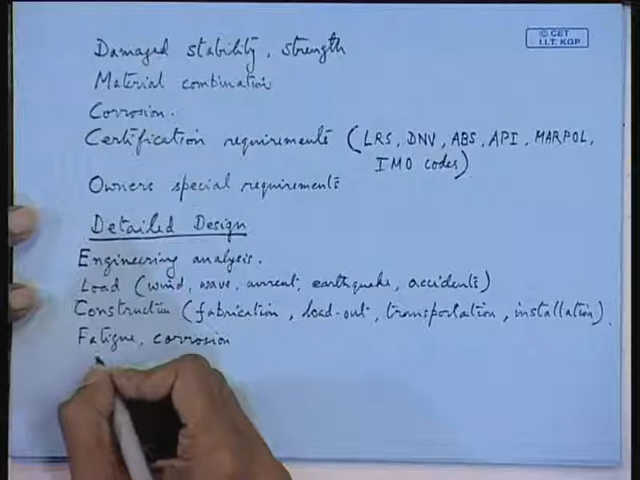 © CET
I.I.T. KGP
Damaged stability, strength
Material combination
Corrosion.
Certification requirements (LRS, DNV, ABS, API, MARPOL,
IMO codes)
Owners special requirements
Detailed Design
Engineering analysis.
Load (wind, wave, current, earthquake, accidents)
Construction (fabrication, load-out, transportation, installation).
Fatigue, corrosion